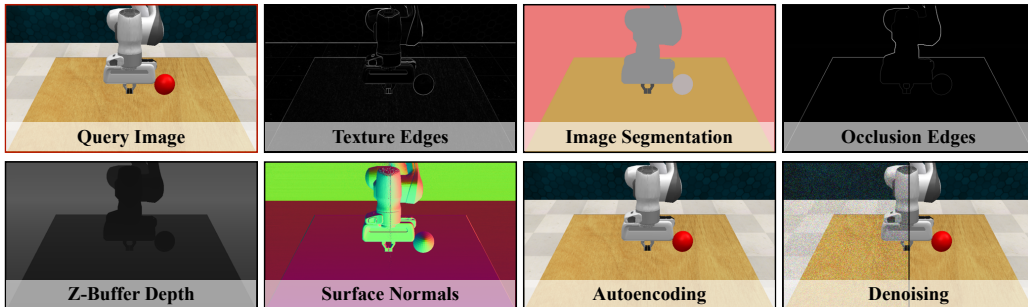 Query Image
Texture Edges
Image Segmentation
Occlusion Edges
Z-Buffer Depth
Surface Normals
Autoencoding
Denoising